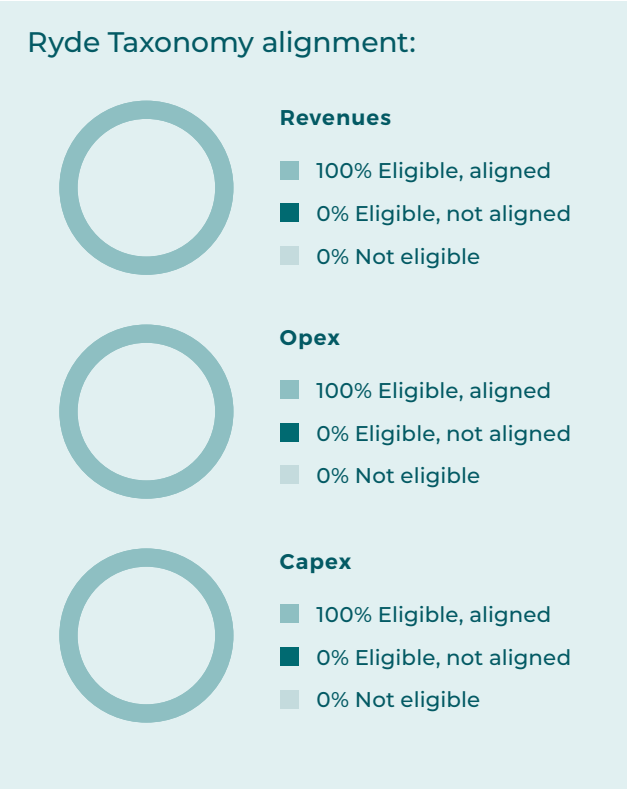 Ryde Taxonomy alignment:
Revenues
100% Eligible, aligned
0% Eligible, not aligned
0% Not eligible
Opex
100% Eligible, aligned
0% Eligible, not aligned
0% Not eligible
Capex
100% Eligible, aligned
0% Eligible, not aligned
0% Not eligible